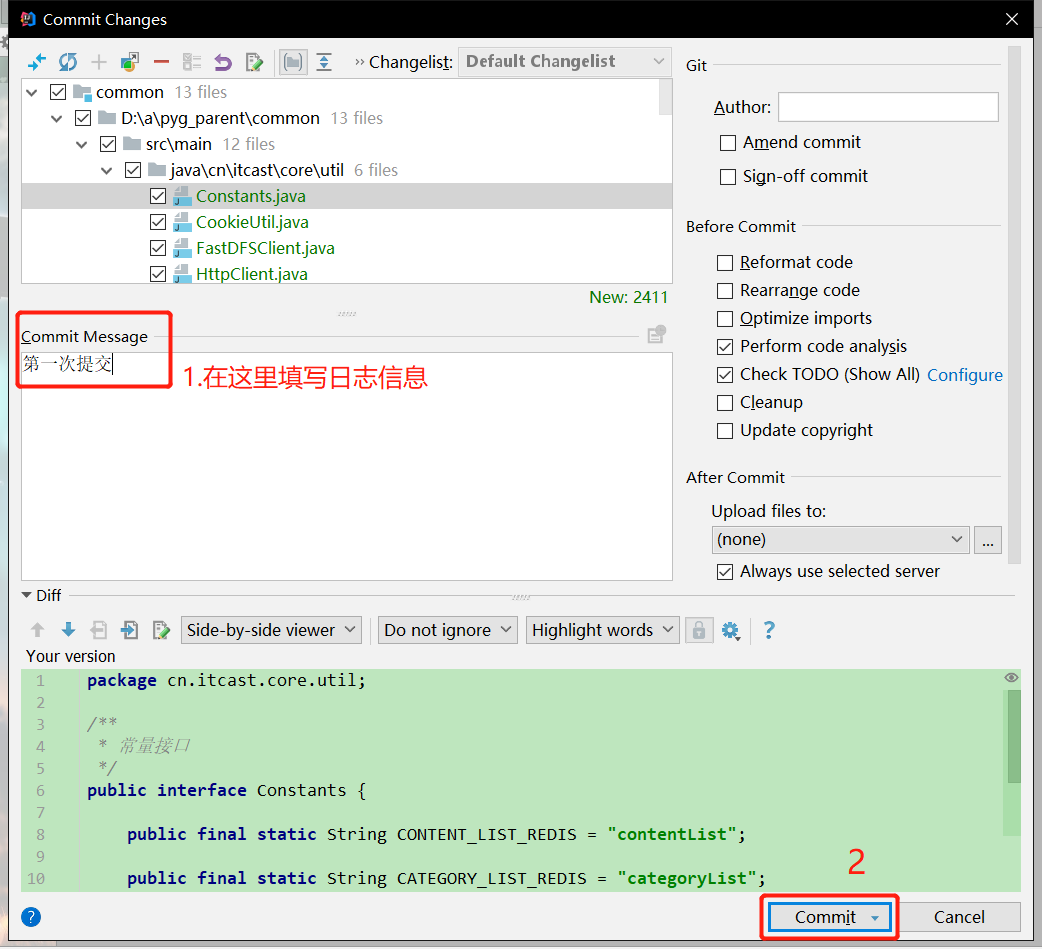 Commit Changes
Changelist: Default Changelist
common 13 files
D:\a\pyg_parent\common 13 files
src\main 12 files
java\cn\itcast\core\util 6 files
Constants.java
CookieUtil.java
FastDFSClient.java
HttpClient.java
New: 2411
Commit Message
第一次提交
1.在这里填写日志信息
Git
Author:
Amend commit
Sign-off commit
Before Commit
Reformat code
Rearrange code
Optimize imports
Perform code analysis
Check TODO (Show All) Configure
Cleanup
Update copyright
After Commit
Upload files to:
(none) ...
Always use selected server
Diff
Side-by-side viewer Do not ignore Highlight words ?
Your version
1 package cn.itcast.core.util;
2
3 /**
4 * 常量接口
5 */
6 public interface Constants {
7
8 public final static String CONTENT_LIST_REDIS = "contentList";
9
10 public final static String CATEGORY_LIST_REDIS = "categoryList";
2
? Commit Cancel